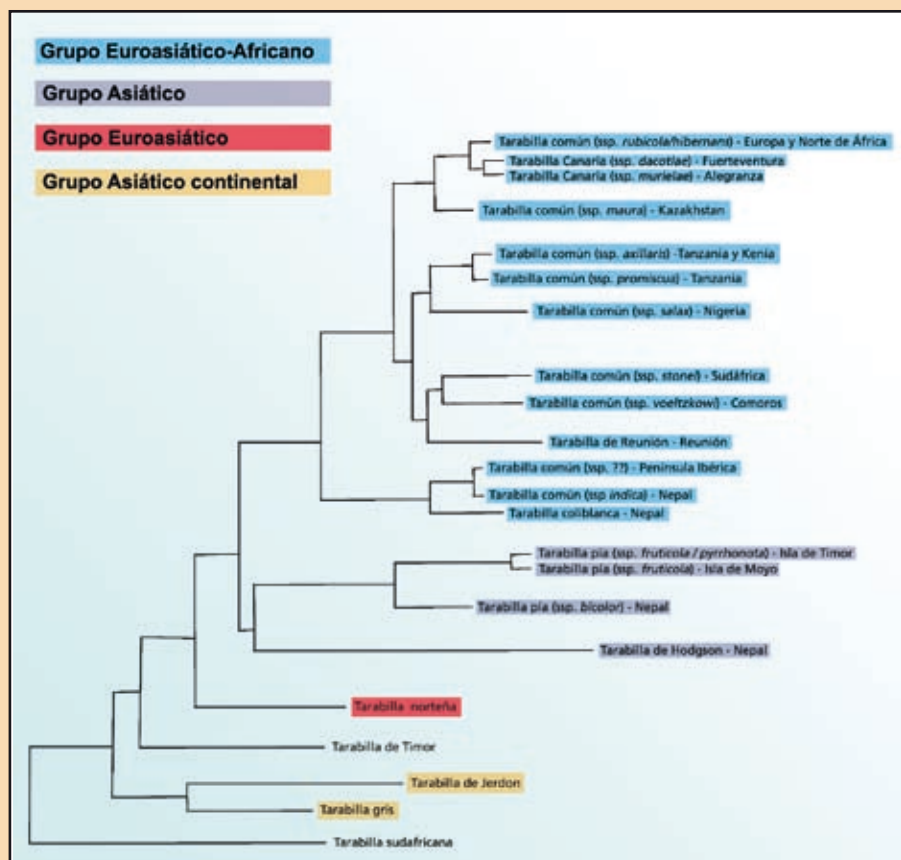 Grupo Euroasiático-Africano
Grupo Asiático
Grupo Euroasiático
Grupo Asiático continental
Tarabilla común (ssp. rubicola/hibernans) - Europa y Norte de África
Tarabilla Canaria (ssp. dacotiae) - Fuerteventura
Tarabilla Canaria (ssp. murielae) - Alegranza
Tarabilla común (ssp. maura) - Kazakhstan
Tarabilla común (ssp. axillaris) -Tanzania y Kenia
Tarabilla común (ssp. promiscua) - Tanzania
Tarabilla común (ssp. salax) - Nigeria
Tarabilla común (ssp. stonei) - Sudáfrica
Tarabilla común (ssp. voeltzkowi) - Comoros
Tarabilla de Reunión - Reunión
Tarabilla común (ssp. ??) - Península Ibérica
Tarabilla común (ssp indica) - Nepal
Tarabilla coliblanca - Nepal
Tarabilla pía (ssp. fruticola / pyrrhonota) - Isla de Timor
Tarabilla pía (ssp. fruticola) - Isla de Moyo
Tarabilla pía (ssp. bicolor) - Nepal
Tarabilla de Hodgson - Nepal
Tarabilla norteña
Tarabilla de Timor
Tarabilla de Jerdon
Tarabilla gris
Tarabilla sudafricana